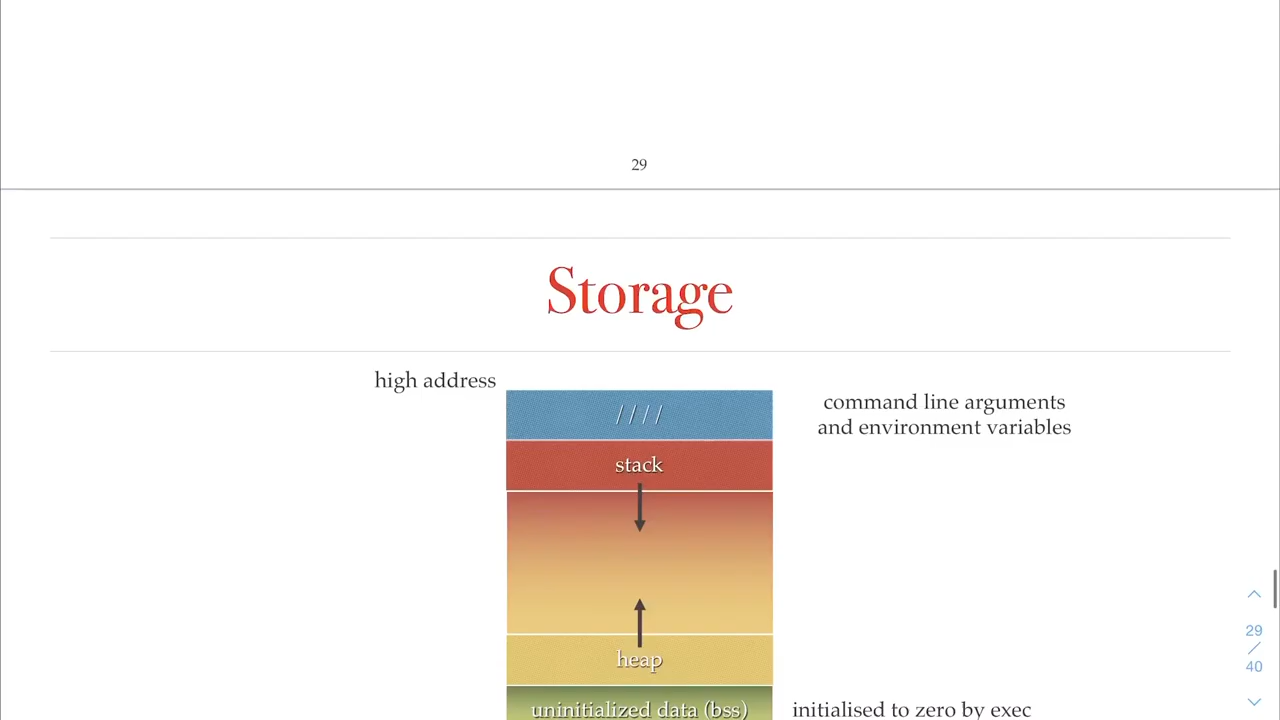 29
Storage
high address
command line arguments
and environment variables
////
stack
heap
uninitialized data (bss)
initialised to zero by exec
29
/
40